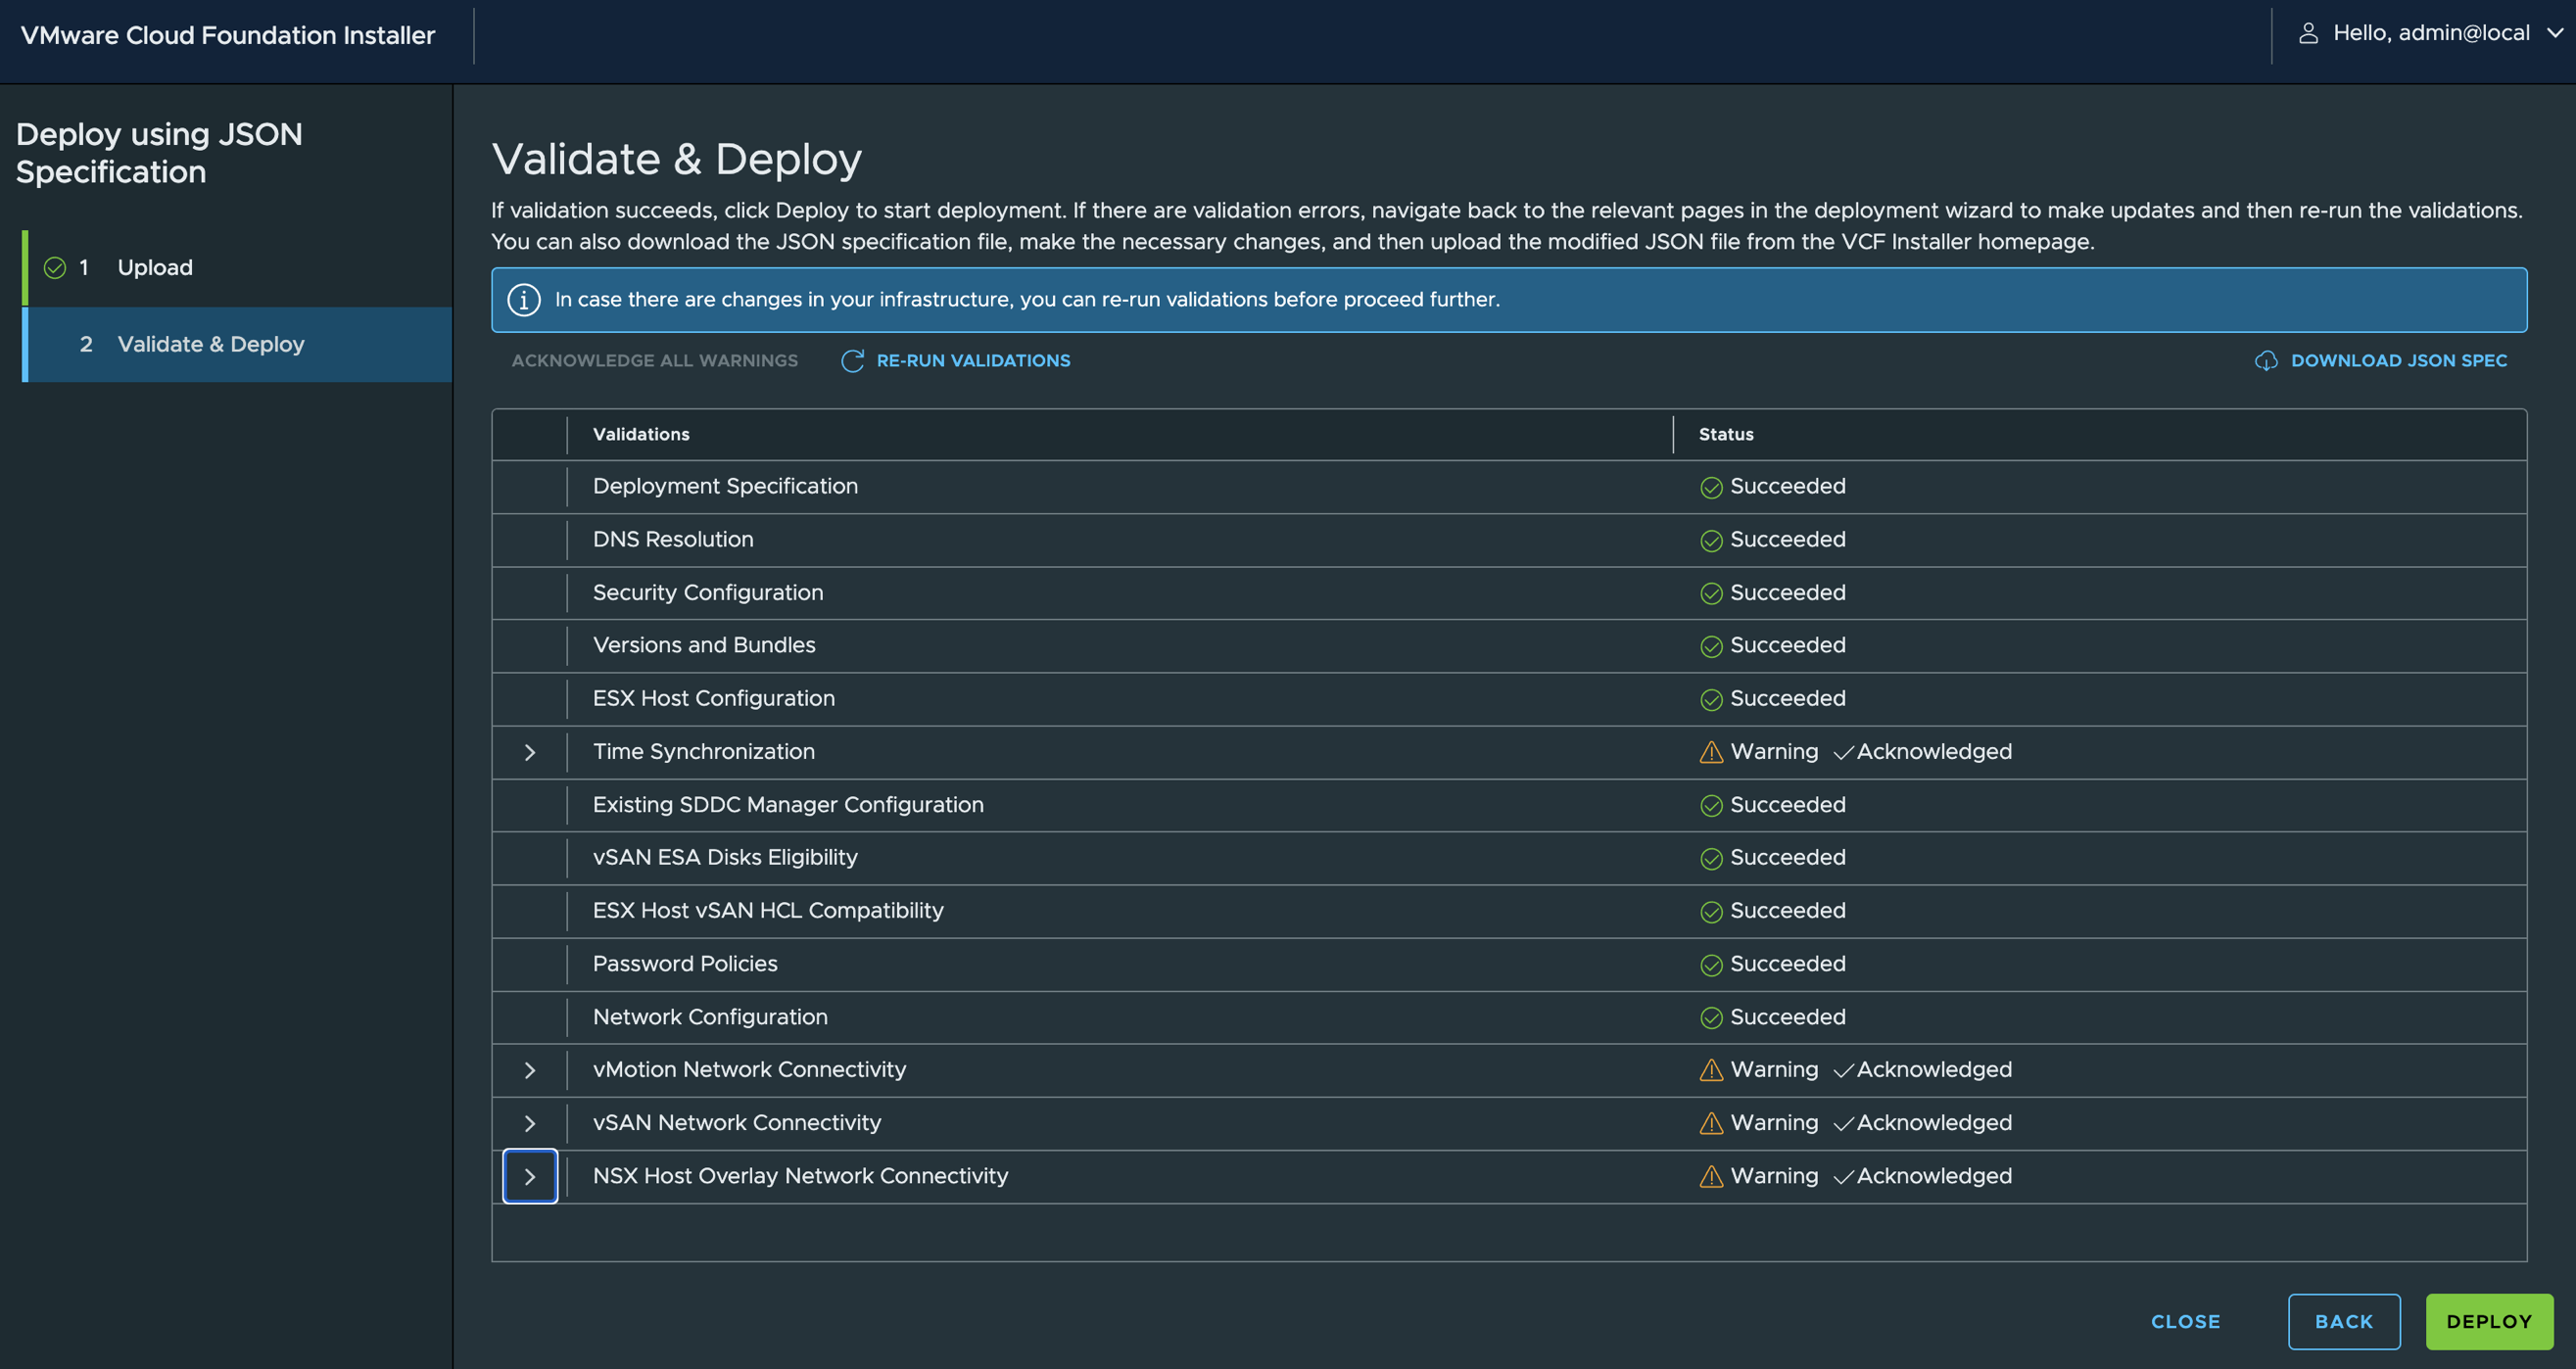 VMware Cloud Foundation Installer
Hello, admin@local
Deploy using JSON
Specification
1 Upload
2 Validate & Deploy
Validate & Deploy
If validation succeeds, click Deploy to start deployment. If there are validation errors, navigate back to the relevant pages in the deployment wizard to make updates and then re-run the validations.
You can also download the JSON specification file, make the necessary changes, and then upload the modified JSON file from the VCF Installer homepage.
In case there are changes in your infrastructure, you can re-run validations before proceed further.
ACKNOWLEDGE ALL WARNINGS RE-RUN VALIDATIONS DOWNLOAD JSON SPEC
Validations Status
Deployment Specification Succeeded
DNS Resolution Succeeded
Security Configuration Succeeded
Versions and Bundles Succeeded
ESX Host Configuration Succeeded
Time Synchronization Warning Acknowledged
Existing SDDC Manager Configuration Succeeded
vSAN ESA Disks Eligibility Succeeded
ESX Host vSAN HCL Compatibility Succeeded
Password Policies Succeeded
Network Configuration Succeeded
vMotion Network Connectivity Warning Acknowledged
vSAN Network Connectivity Warning Acknowledged
NSX Host Overlay Network Connectivity Warning Acknowledged
CLOSE BACK DEPLOY